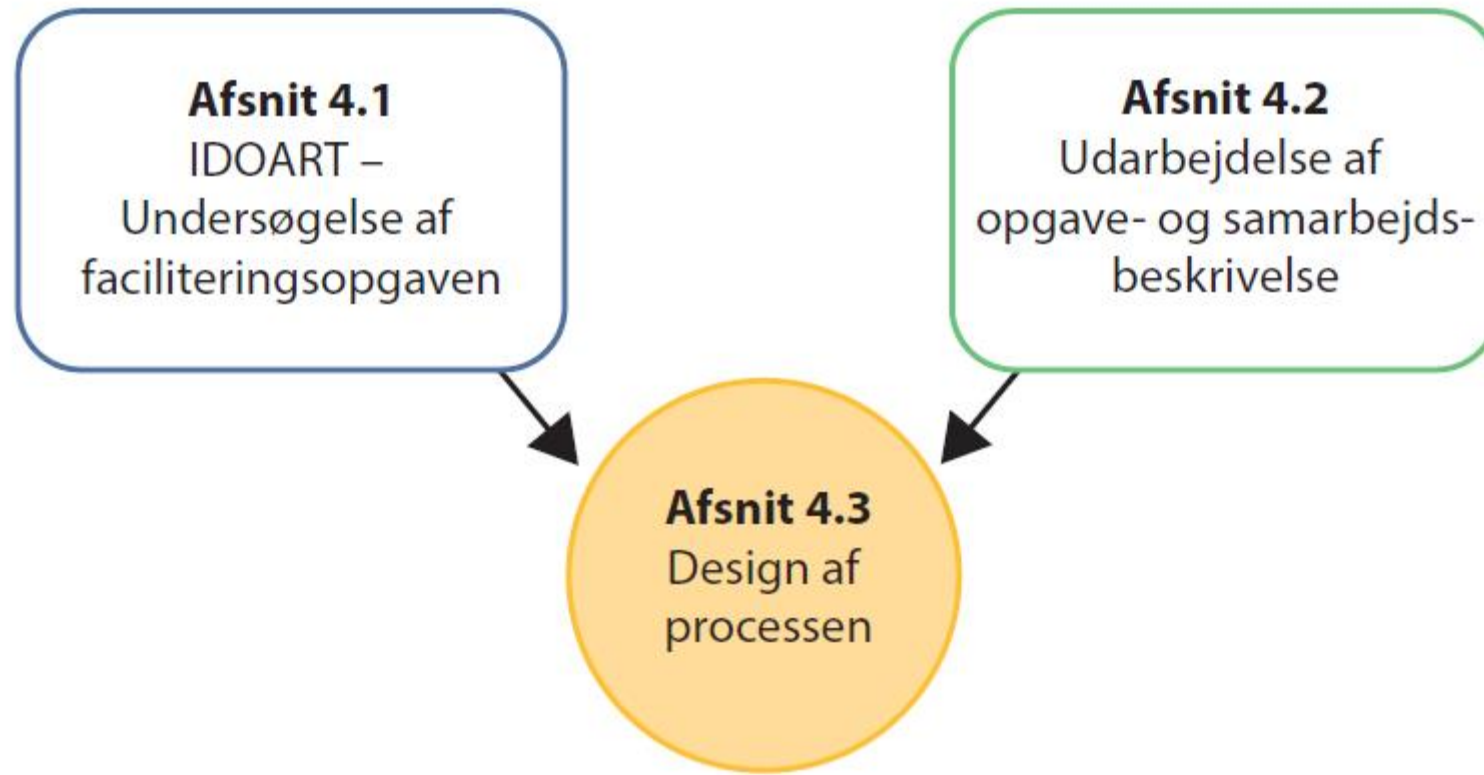 Afsnit 4.1
IDOART –
Undersøgelse af
faciliteringsopgaven
Afsnit 4.2
Udarbejdelse af
opgave- og samarbejds-
beskrivelse
Afsnit 4.3
Design af
processen